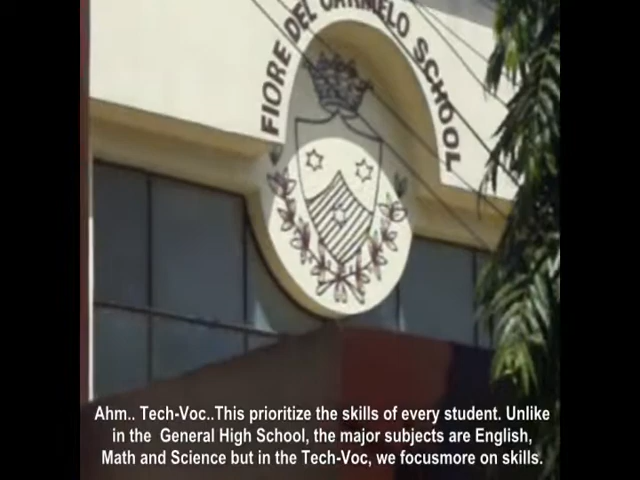 FIORE DEL CARMELO SCHOOL
Ahm.. Tech-Voc..This prioritize the skills of every student. Unlike
in the General High School, the major subjects are English,
Math and Science but in the Tech-Voc, we focusmore on skills.